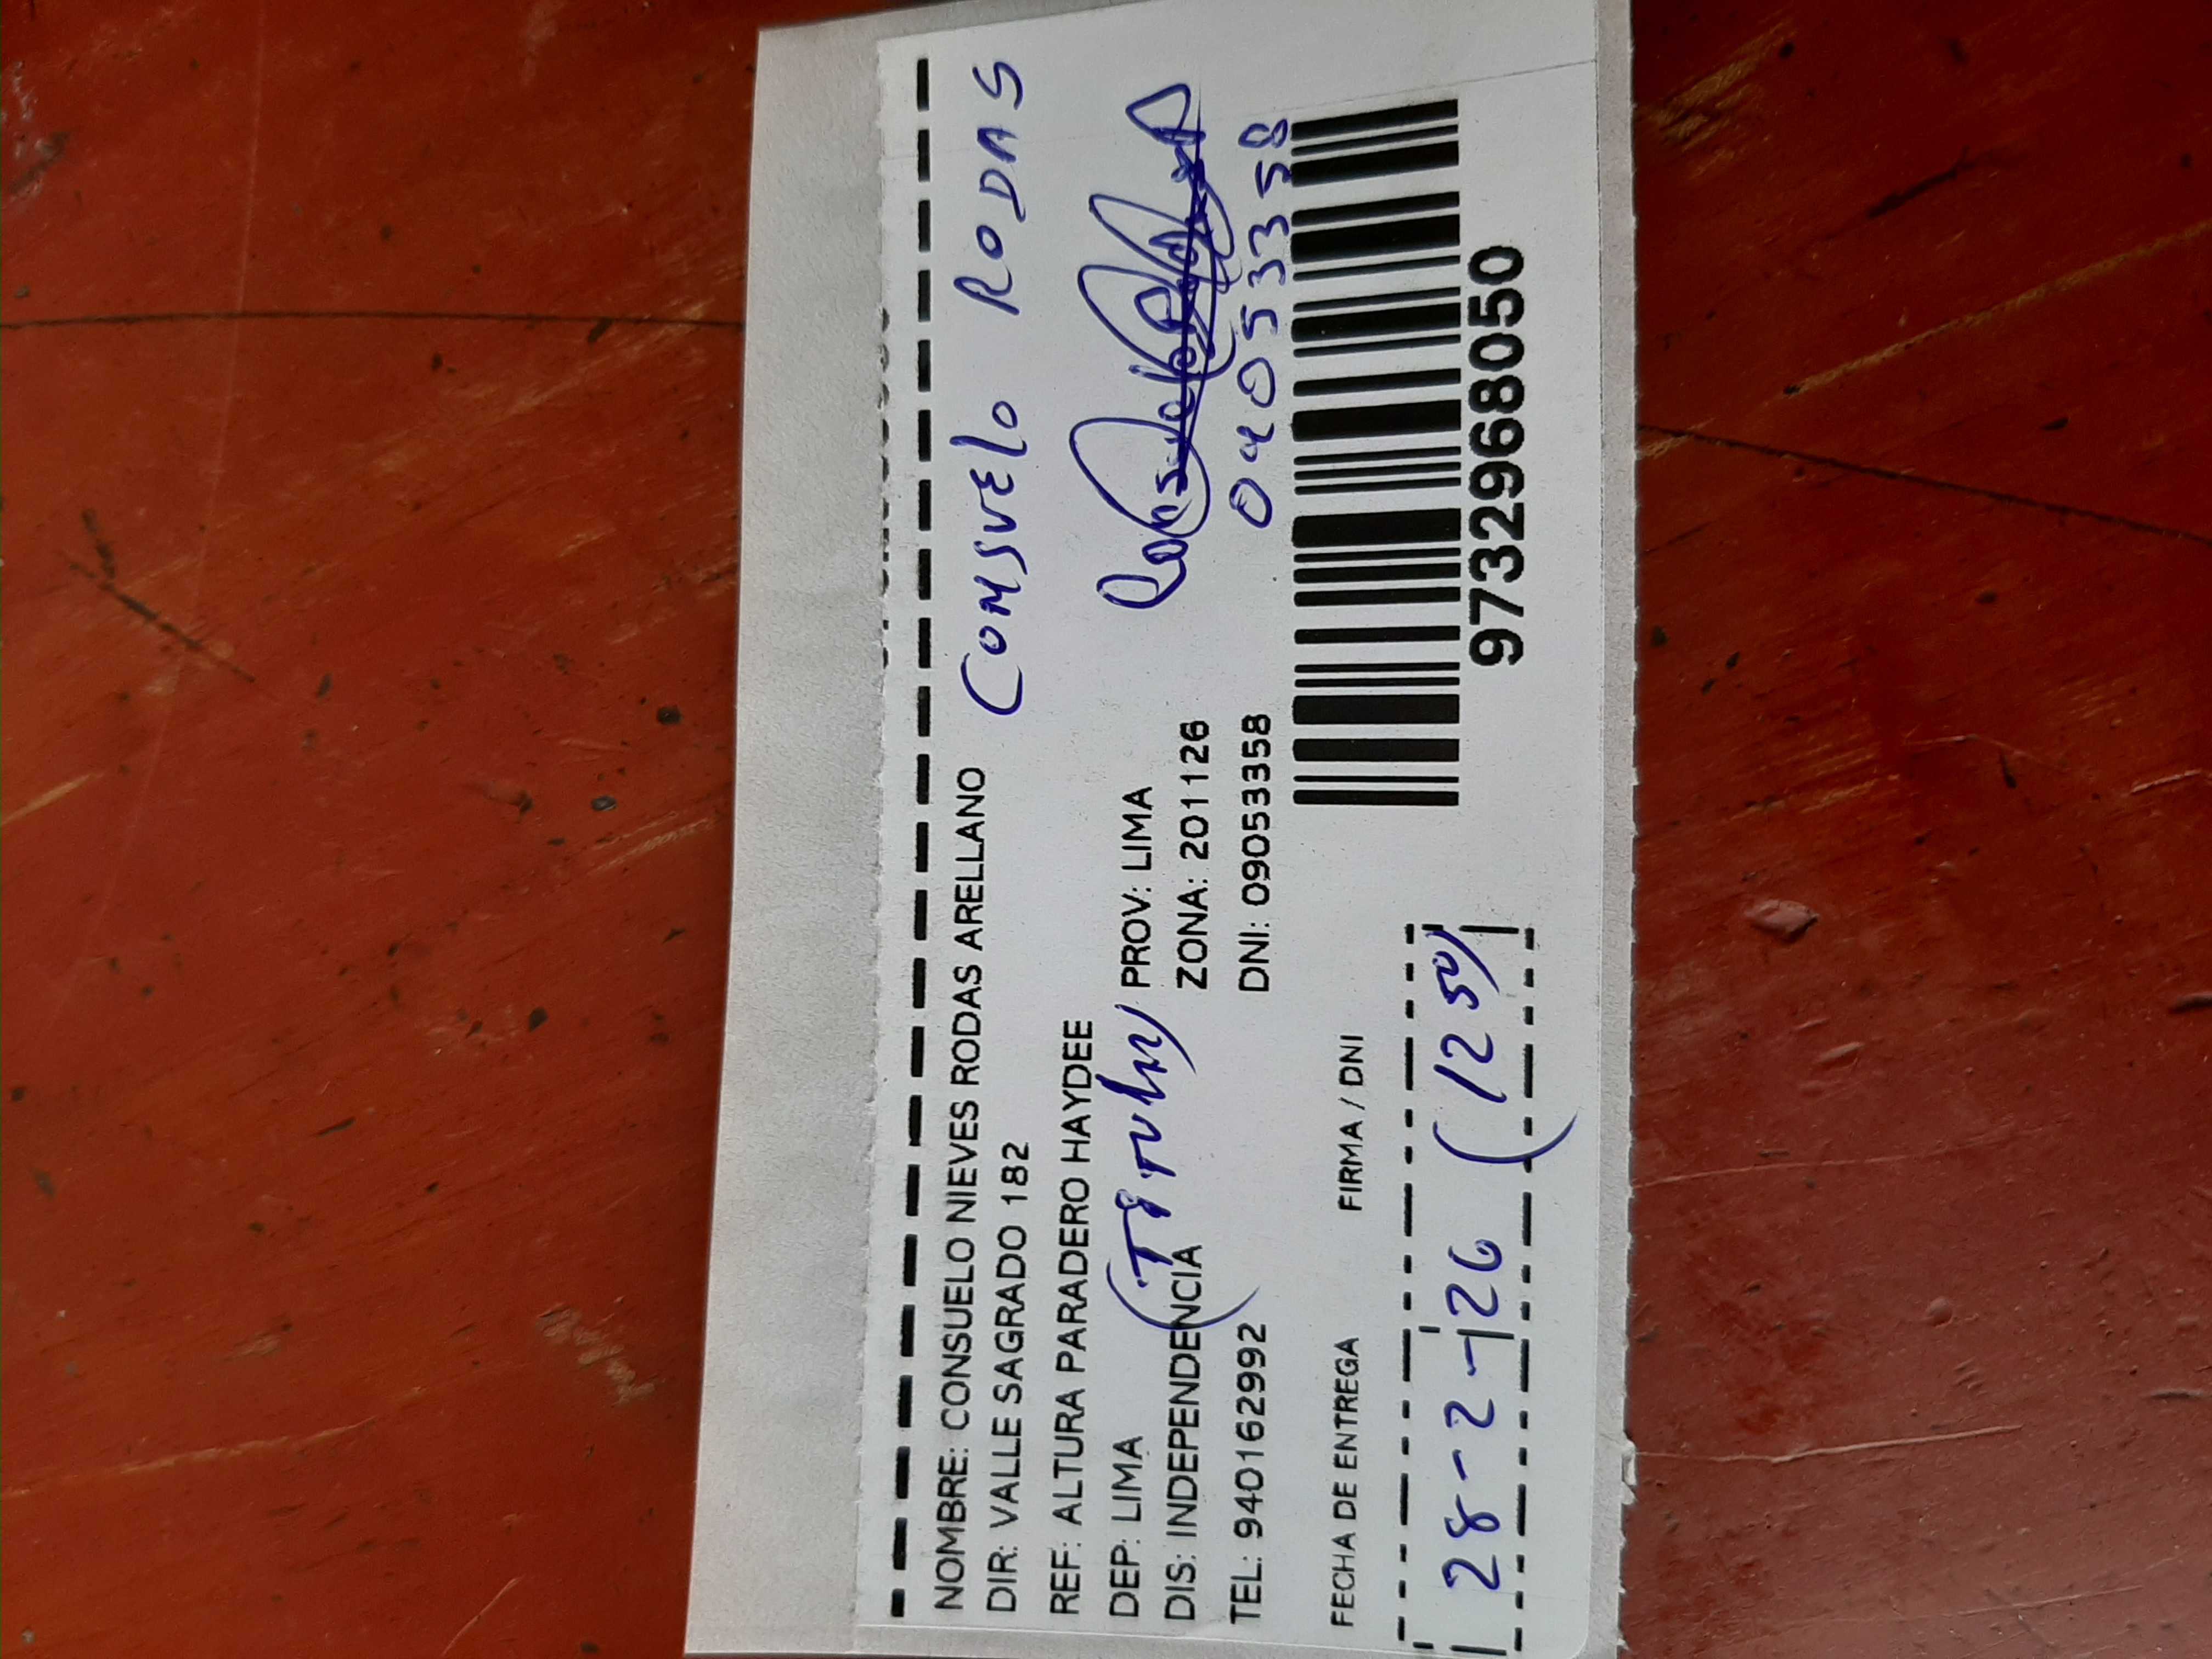 NOMBRE: CONSUELO NIEVES RODAS ARELLANO
COMSUELO RODAS
DIR: VALLE SAGRADO 182
REF: ALTURA PARADERO HAYDEE
DEP: LIMA PROV: LIMA
(Titular)
DIS: INDEPENDENCIA ZONA: 201126
TEL: 940162992 DNI: 09053358
09053358
FECHA DE ENTREGA FIRMA / DNI
28-2-26 (12 50)
9732968050